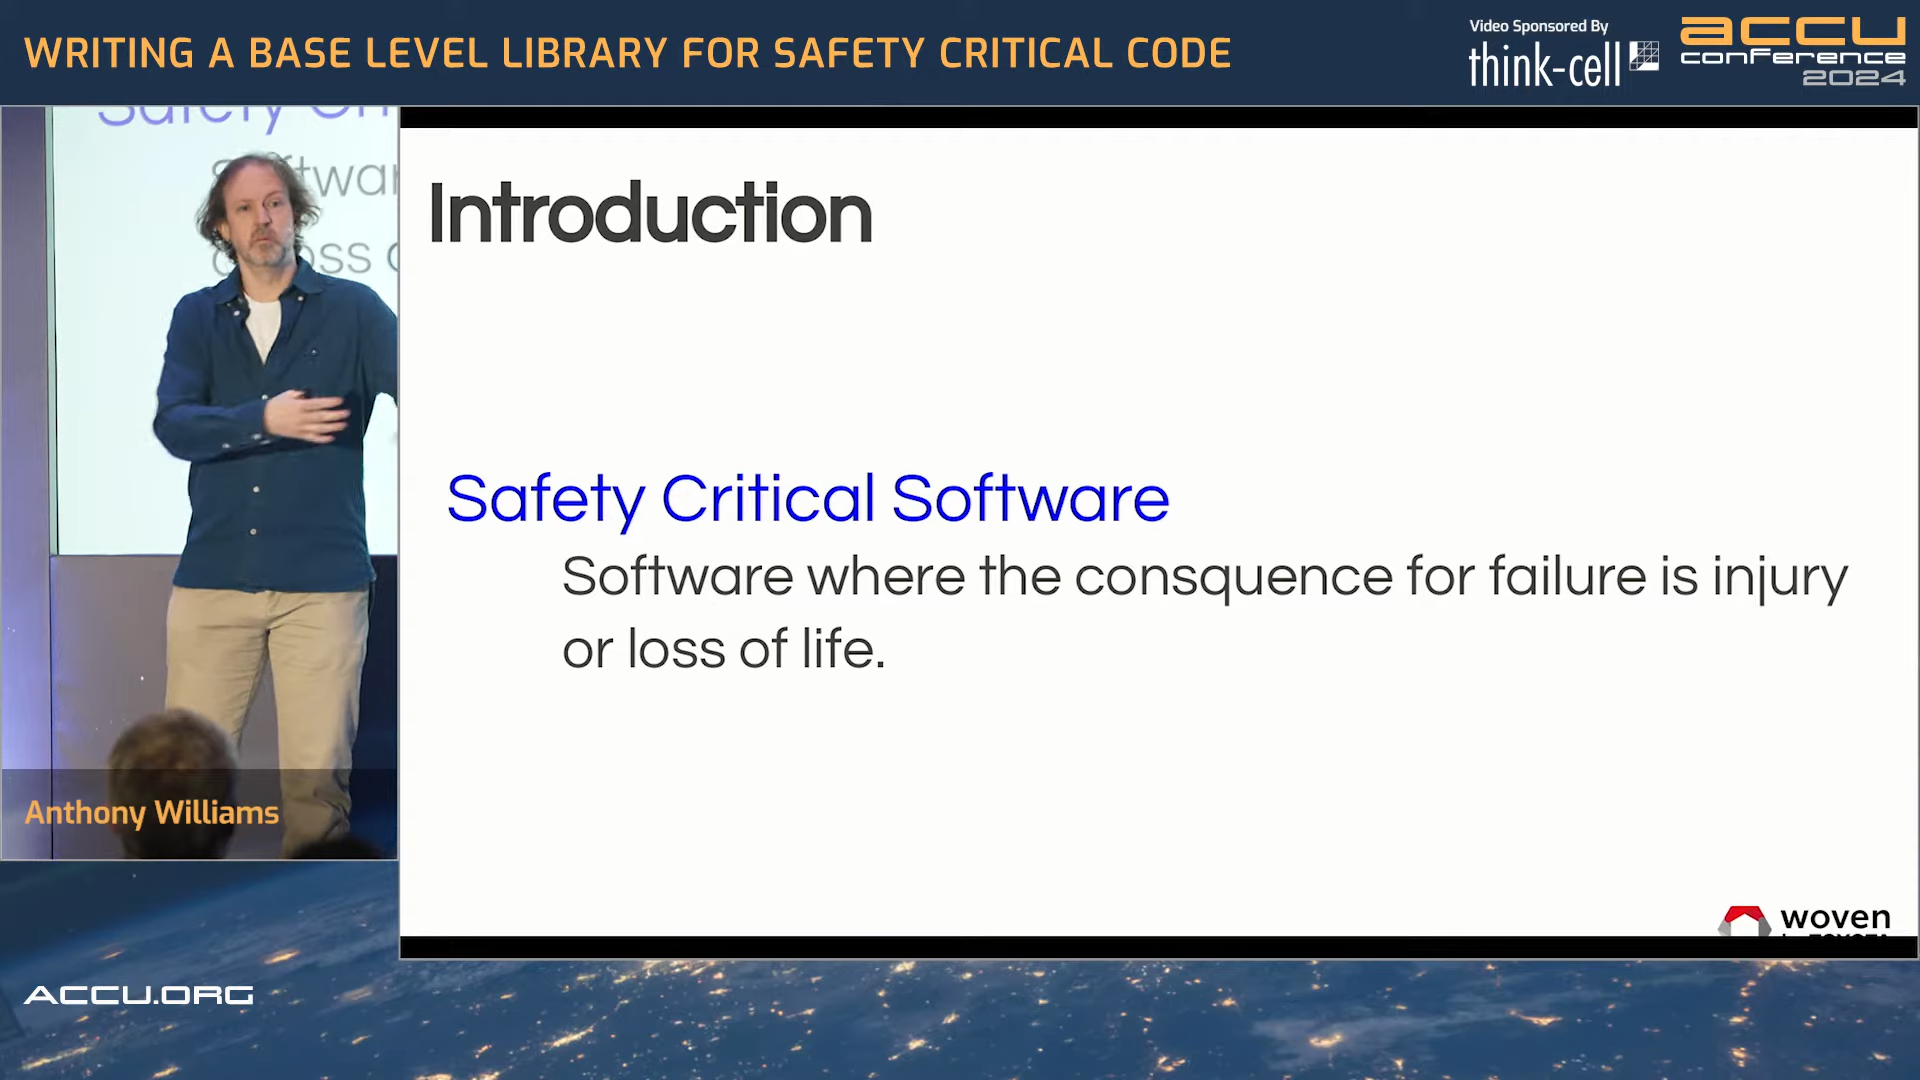 WRITING A BASE LEVEL LIBRARY FOR SAFETY CRITICAL CODE
Video Sponsored By
think-cell
accu
conference
2024
Introduction
Safety Critical Software
Software where the consquence for failure is injury
or loss of life.
woven
Anthony Williams
ACCU.ORG